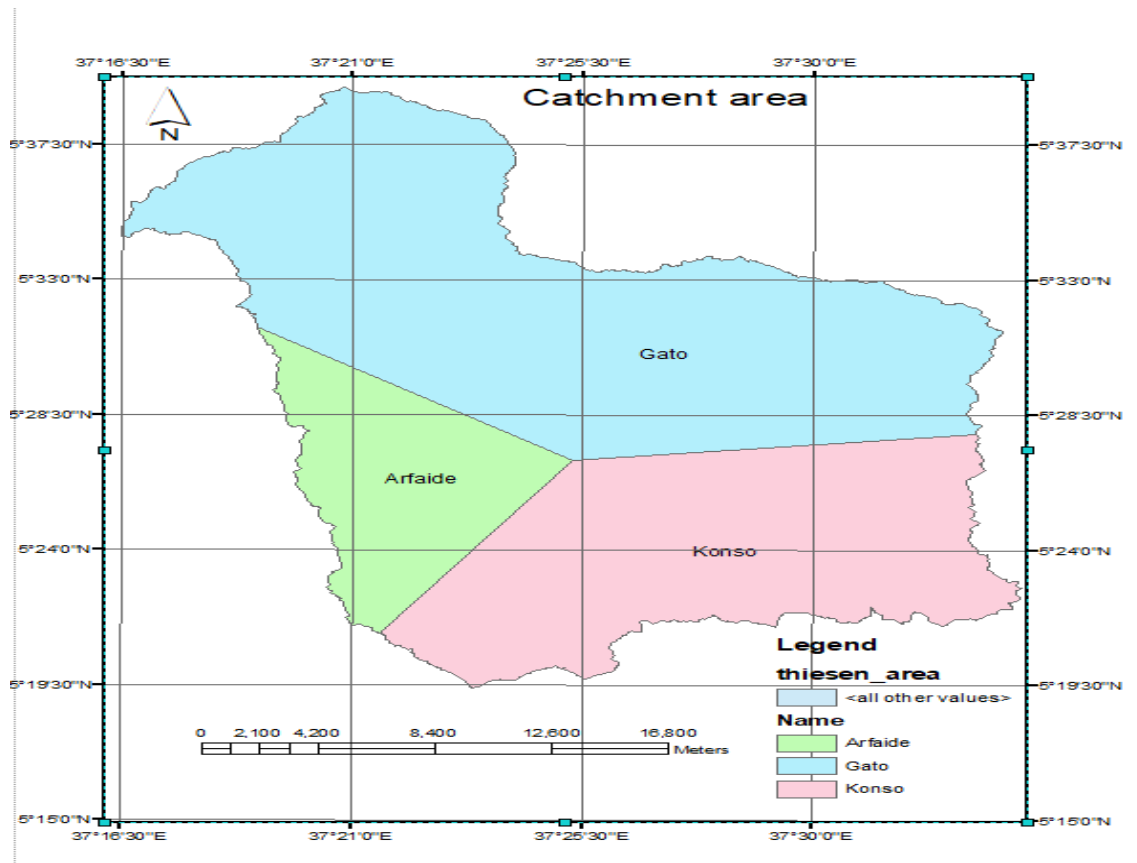 37°16'30"E 37°21'0"E 37°25'30"E 37°30'0"E
Catchment area
N
5°37'30"N 5°37'30"N
5°33'0"N 5°33'0"N
Gato
5°28'30"N 5°28'30"N
Arfaide
5°24'0"N Konso 5°24'0"N
Legend
thiesen_area
5°19'30"N 5°19'30"N
<all other values>
Name
0 2,100 4,200 8,400 12,600 16,800
Meters
Arfaide
Gato
Konso
5°15'0"N 5°15'0"N
37°16'30"E 37°21'0"E 37°25'30"E 37°30'0"E